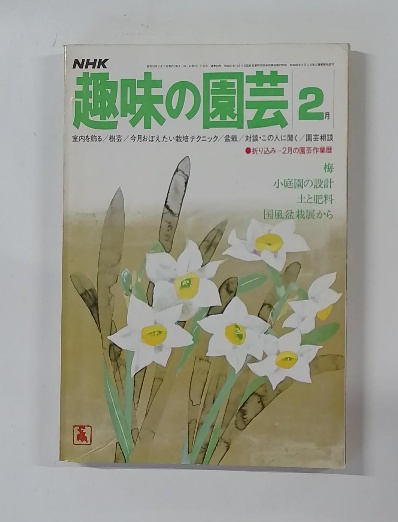 NHK
趣味の園芸 2月
室内を飾る/樹芸/今月おぼえたい栽培テクニック/盆栽/対談・この人に聞く/園芸相談
●折り込み—2月の園芸作業暦
梅
小庭園の設計
土と肥料
国風盆栽展から